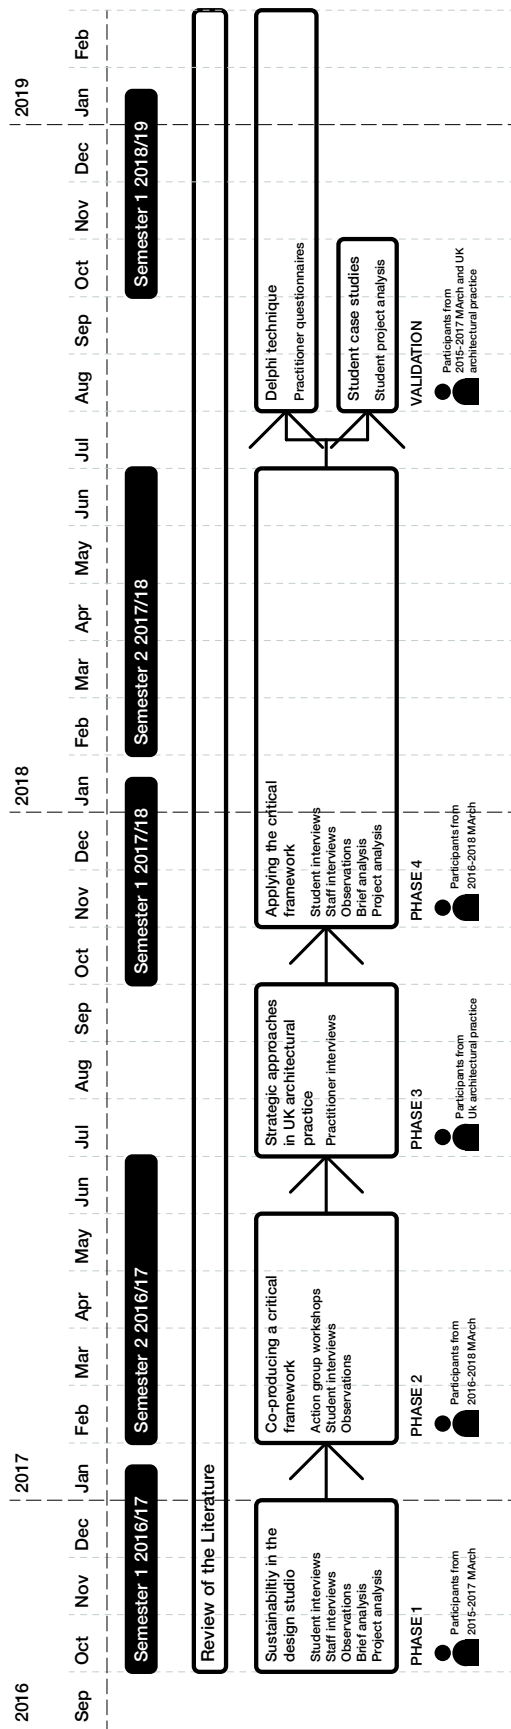 2016
2017
2018
2019
Sep
Oct
Nov
Dec
Jan
Feb
Mar
Apr
May
Jun
Jul
Aug
Sep
Oct
Nov
Dec
Jan
Feb
Mar
Apr
May
Jun
Jul
Aug
Sep
Oct
Nov
Dec
Jan
Feb
Semester 1 2016/17
Semester 2 2016/17
Semester 1 2017/18
Semester 2 2017/18
Semester 1 2018/19
Review of the Literature
Sustainabiltiy in the
design studio
Student interviews
Staff interviews
Observations
Brief analysis
Project analysis
PHASE 1
Participants from
2015-2017 MArch
Co-producing a critical
framework
Action group workshops
Student interviews
Observations
PHASE 2
Participants from
2016-2018 MArch
Strategic approaches
in UK architectural
practice
Practitioner interviews
PHASE 3
Participants from
Uk architectural practice
Applying the critical
framework
Student interviews
Staff interviews
Observations
Brief analysis
Project analysis
PHASE 4
Participants from
2016-2018 MArch
Delphi technique
Practitioner questionnaires
Student case studies
Student project analysis
VALIDATION
Participants from
2015-2017 MArch and UK
architectural practice